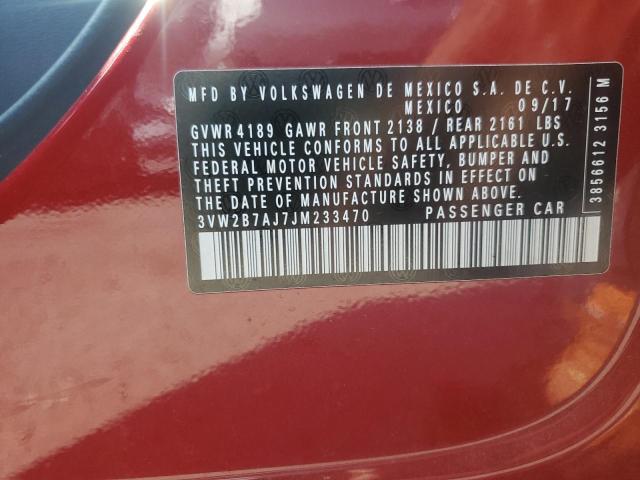 MFD BY VOLKSWAGEN DE MEXICO S.A. DE C.V.
MEXICO 09/17
GVWR 4189 GAWR FRONT 2138 / REAR 2161 LBS
THIS VEHICLE CONFORMS TO ALL APPLICABLE U.S.
FEDERAL MOTOR VEHICLE SAFETY, BUMPER AND
THEFT PREVENTION STANDARDS IN EFFECT ON
THE DATE OF MANUFACTURE SHOWN ABOVE.
3VW2B7AJ7JM233470 PASSENGER CAR
3856612 3166 M